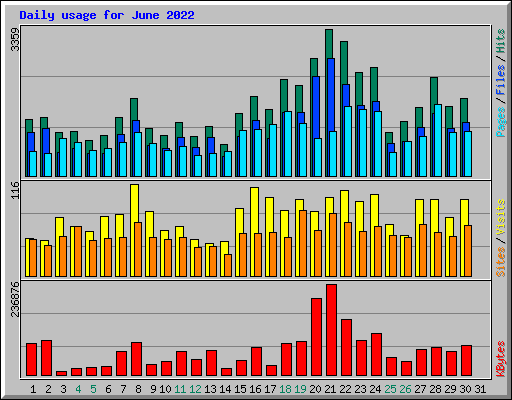 Daily usage for June 2022
3359
116
236876
Pages / Files / Hits
Sites / Visits
KBytes
1 2 3 4 5 6 7 8 9 10 11 12 13 14 15 16 17 18 19 20 21 22 23 24 25 26 27 28 29 30 31